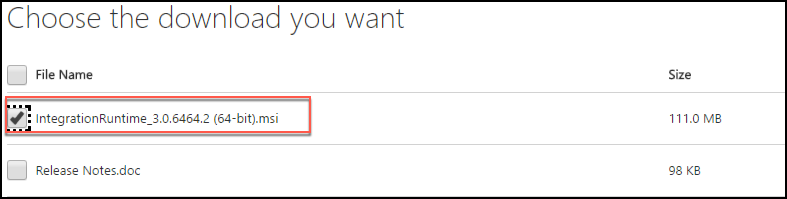 Choose the download you want
File Name Size
IntegrationRuntime_3.0.6464.2 (64-bit).msi 111.0 MB
Release Notes.doc 98 KB